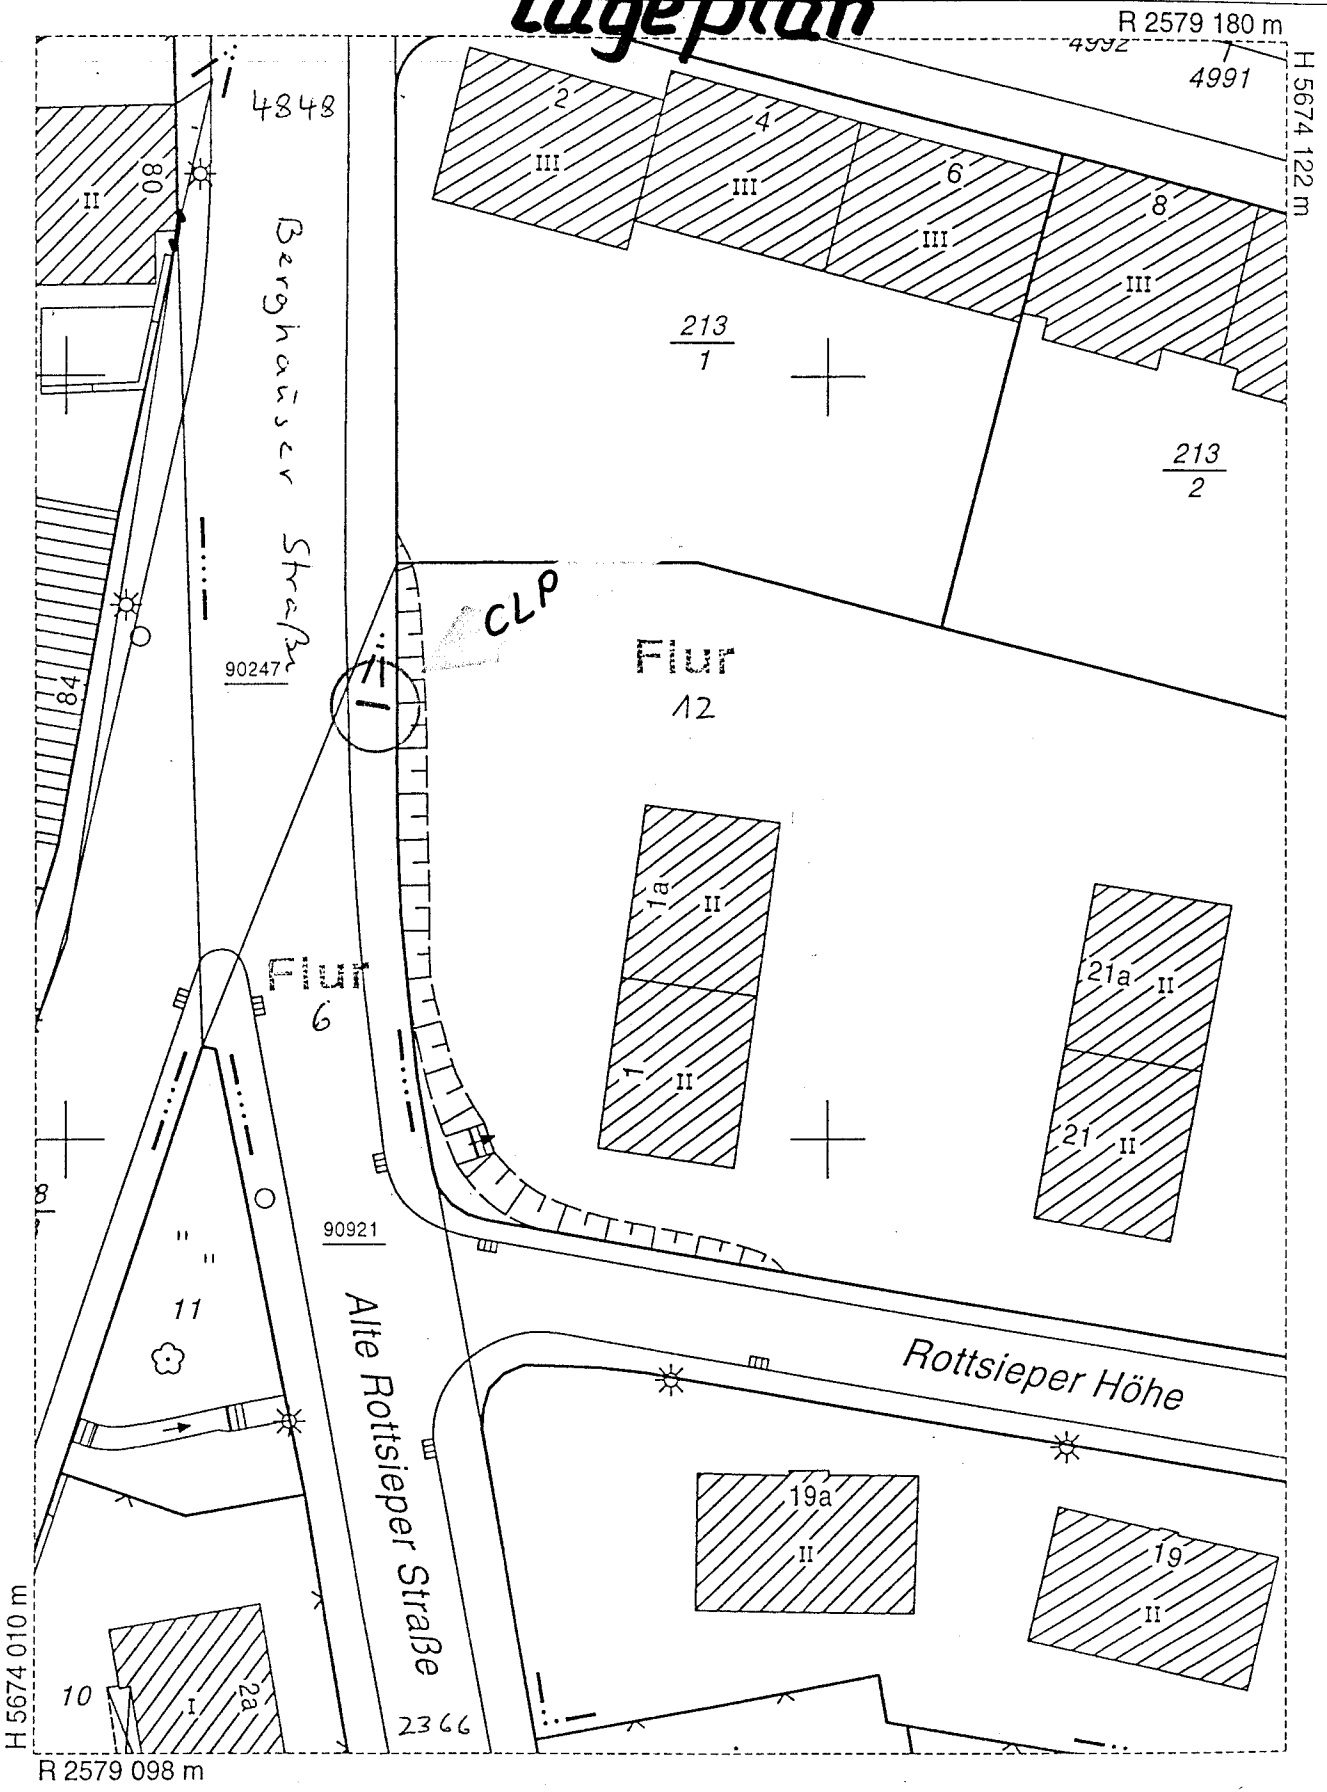 Lageplan
R 2579 180 m
H 5674 122 m
4992
4991
4848
80
II
2
III
4
III
6
III
8
III
Berghäuser Straße
213
1
213
2
CLP
Flur
12
90247
84
1a
II
1
II
21a
II
21
II
Flur
6
8
90921
11
Alte Rottsieper Straße
Rottsieper Höhe
19a
II
19
II
10
I
2a
2366
H 5674 010 m
R 2579 098 m